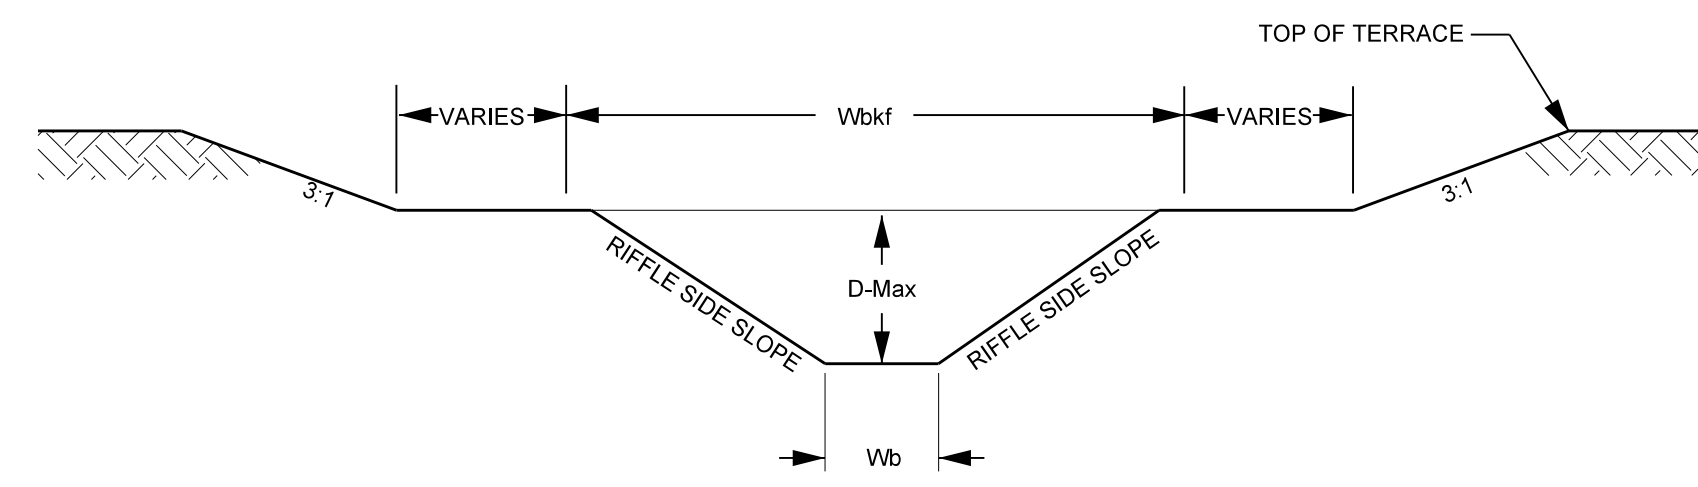 TOP OF TERRACE
VARIES
Wbkf
VARIES
3:1
3:1
RIFFLE SIDE SLOPE
D-Max
RIFFLE SIDE SLOPE
Wb